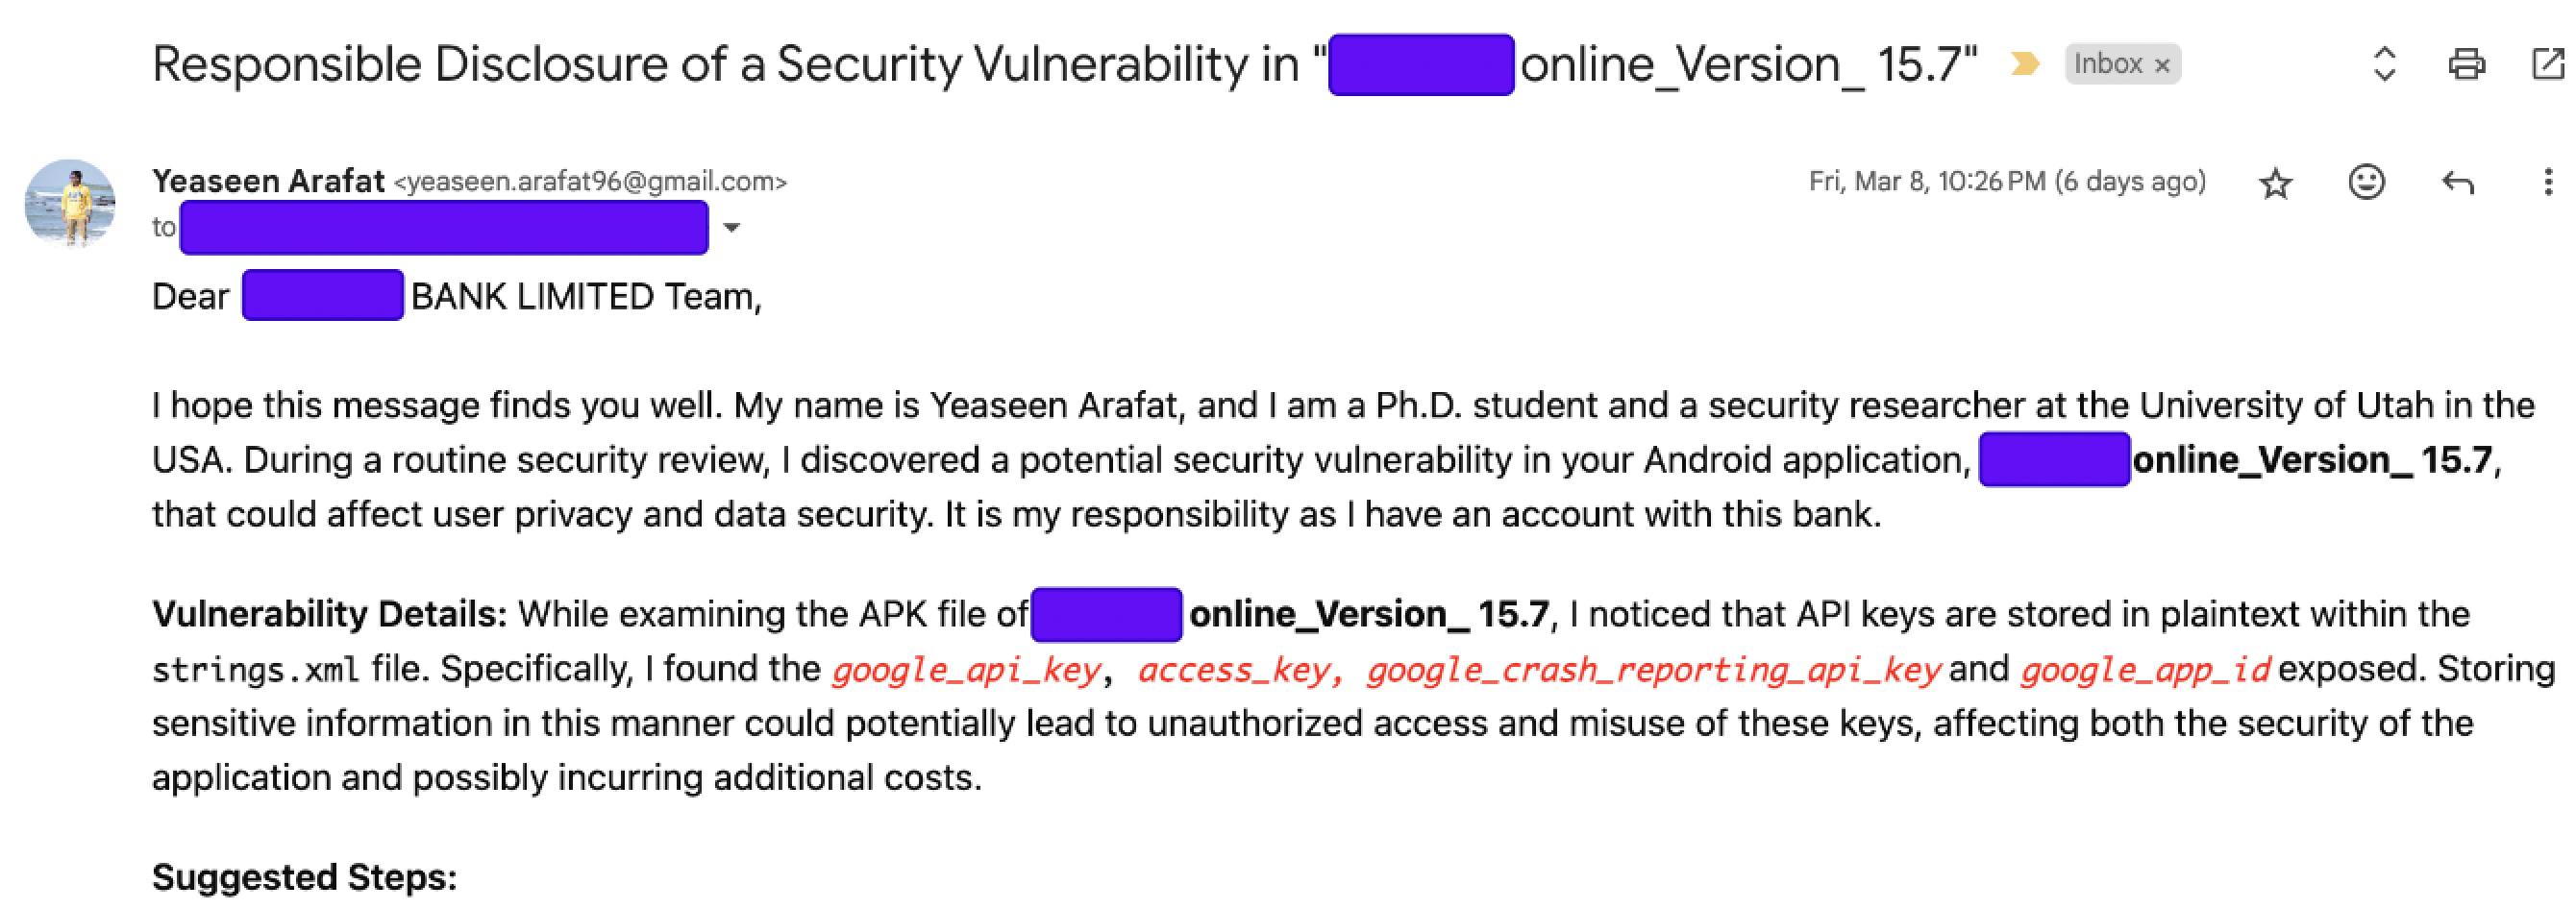 Responsible Disclosure of a Security Vulnerability in " online_Version_ 15.7" Inbox ×
Yeaseen Arafat <yeaseen.arafat96@gmail.com> Fri, Mar 8, 10:26 PM (6 days ago)
to
Dear BANK LIMITED Team,
I hope this message finds you well. My name is Yeaseen Arafat, and I am a Ph.D. student and a security researcher at the University of Utah in the
USA. During a routine security review, I discovered a potential security vulnerability in your Android application, online_Version_ 15.7,
that could affect user privacy and data security. It is my responsibility as I have an account with this bank.
Vulnerability Details: While examining the APK file of online_Version_ 15.7, I noticed that API keys are stored in plaintext within the
strings.xml file. Specifically, I found the google_api_key, access_key, google_crash_reporting_api_key and google_app_id exposed. Storing
sensitive information in this manner could potentially lead to unauthorized access and misuse of these keys, affecting both the security of the
application and possibly incurring additional costs.
Suggested Steps: